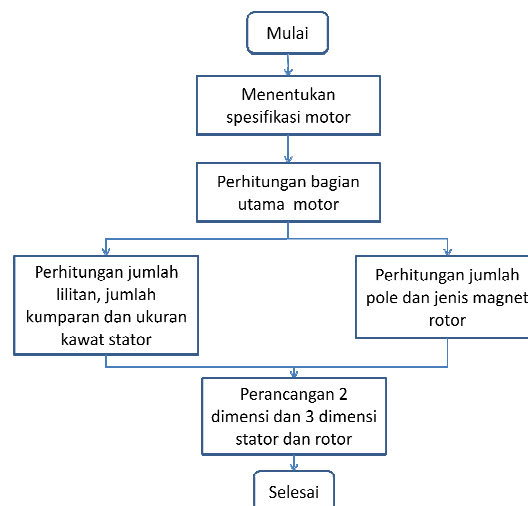 Mulai
Menentukan
spesifikasi motor
Perhitungan bagian
utama motor
Perhitungan jumlah
lilitan, jumlah
kumparan dan ukuran
kawat stator
Perhitungan jumlah
pole dan jenis magnet
rotor
Perancangan 2
dimensi dan 3 dimensi
stator dan rotor
Selesai